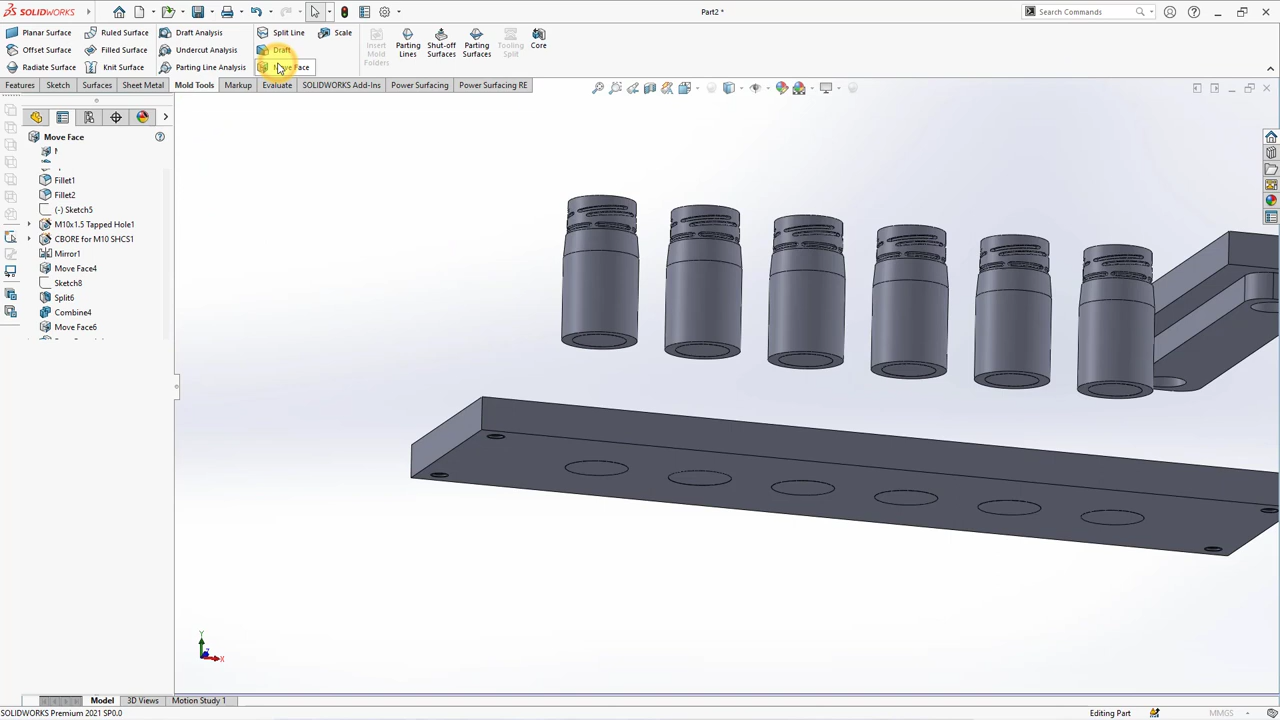 SOLIDWORKS
Part2 *
Search Commands
Planar Surface
Ruled Surface
Draft Analysis
Split Line
Scale
Offset Surface
Filled Surface
Undercut Analysis
Draft
Radiate Surface
Knit Surface
Parting Line Analysis
Move Face
Insert
Mold
Folders
Parting
Lines
Shut-off
Surfaces
Parting
Surfaces
Tooling
Split
Core
Features
Sketch
Surfaces
Sheet Metal
Mold Tools
Markup
Evaluate
SOLIDWORKS Add-Ins
Power Surfacing
Power Surfacing RE
Move Face
Fillet1
Fillet2
(-) Sketch5
M10x1.5 Tapped Hole1
CBORE for M10 SHCS1
Mirror1
Move Face4
Sketch8
Split6
Combine4
Move Face6
Y
X
Model
3D Views
Motion Study 1
SOLIDWORKS Premium 2021 SP0.0
Editing Part
MMGS